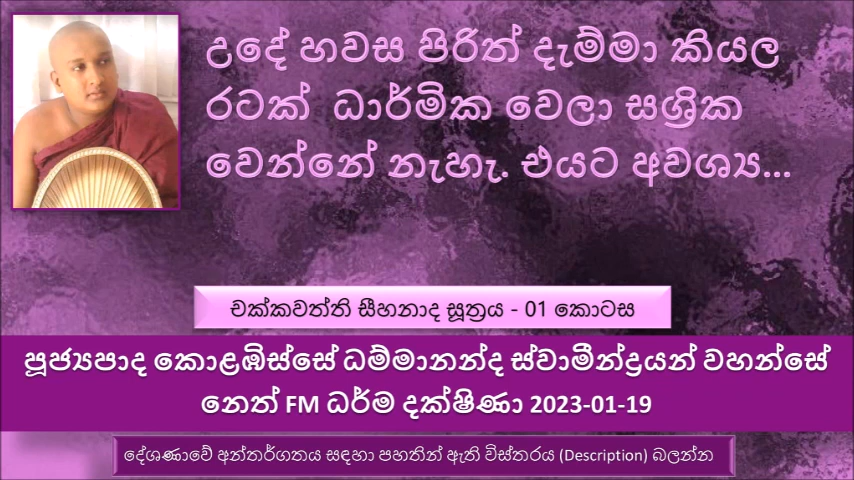 උදේ හවස පිරිත් දැම්මා කියල
රටක් ධාර්මික වෙලා සශ්‍රික
වෙන්නේ නැහැ. එයට අවශ්‍ය...
චක්කවත්ති සීහනාද සූත්‍රය - 01 කොටස
පූජ්‍යපාද කොළඹිස්සේ ධම්මානන්ද ස්වාමීන්ද්‍රයන් වහන්සේ
නෙත් FM ධර්ම දක්ෂිණා 2023-01-19
දේශණාවේ අන්තර්ගතය සඳහා පහතින් ඇති විස්තරය (Description) බලන්න